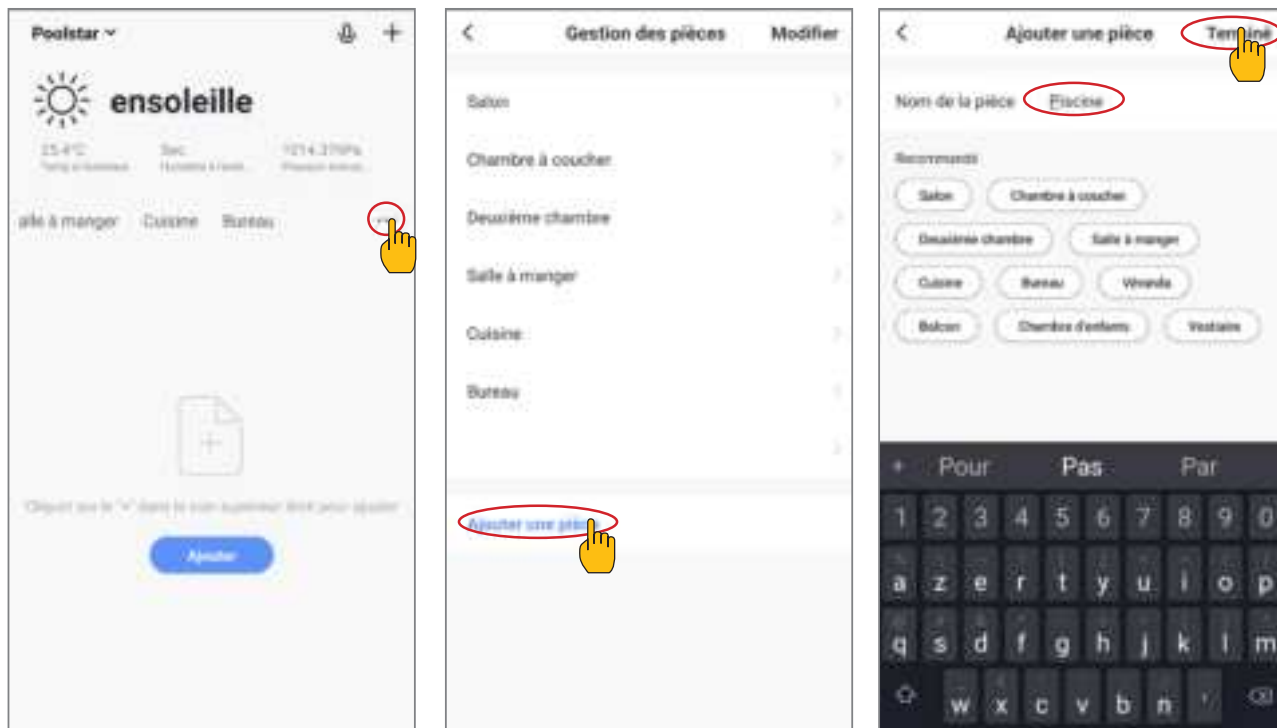 Poolstar
ensoleille
25.4°C
Sec
alle à manger Cuisine Bureau
Ajouter
Gestion des pièces Modifier
Salon
Chambre à coucher
Deuxième chambre
Salle à manger
Cuisine
Bureau
Ajouter une pièce
Ajouter une pièce Terminé
Nom de la pièce Piscine
Recommandé
Salon Chambre à coucher
Deuxième chambre Salle à manger
Cuisine Bureau Véranda
Balcon Chambre d'enfants Vestiaire
+ Pour Pas Par
1 2 3 4 5 6 7 8 9 0
a z e r t y u i o p
q s d f g h j k l m
w x c v b n '